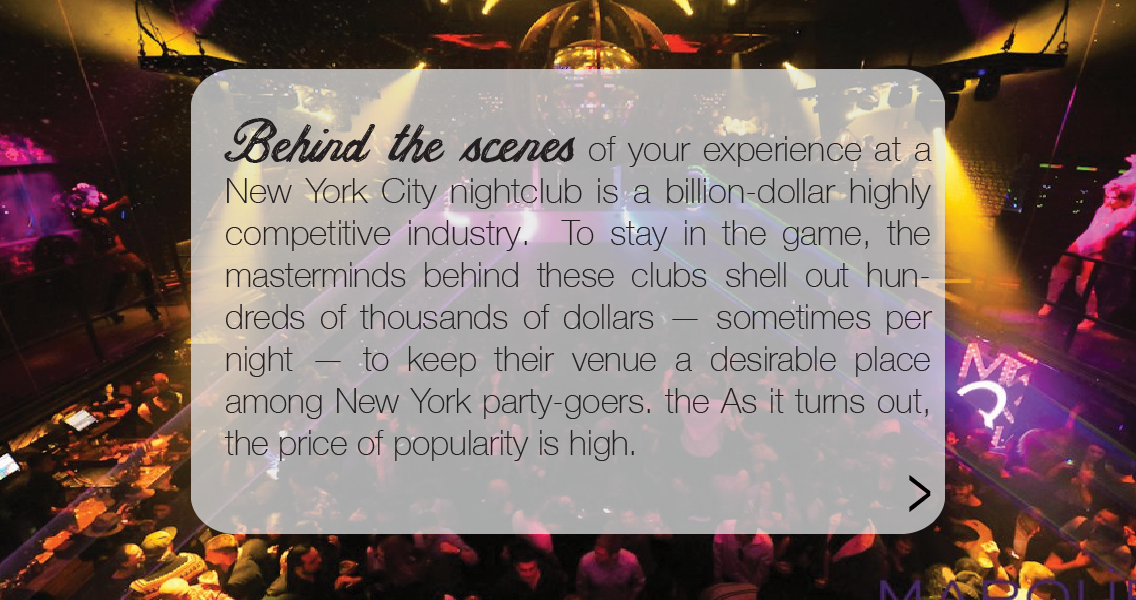 Behind the scenes of your experience at a
New York City nightclub is a billion-dollar highly
competitive industry. To stay in the game, the
masterminds behind these clubs shell out hun-
dreds of thousands of dollars — sometimes per
night — to keep their venue a desirable place
among New York party-goers. the As it turns out,
the price of popularity is high.
>